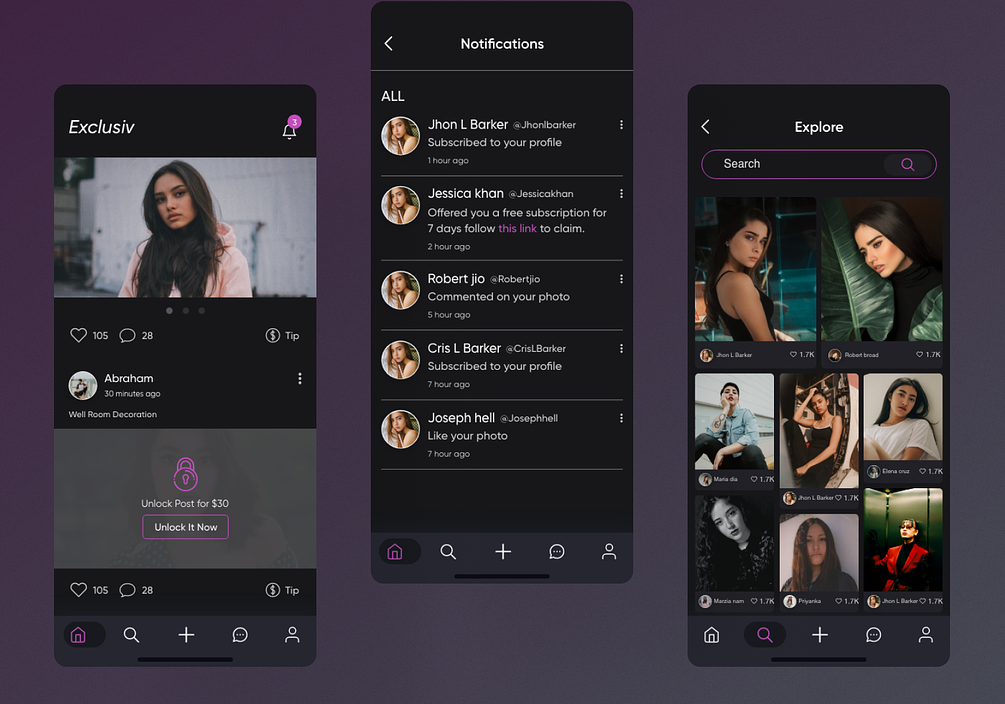 Exclusiv
3
105
28
Tip
Abraham
30 minutes ago
Well Room Decoration
Unlock Post for $30
Unlock It Now
105
28
Tip
Notifications
ALL
Jhon L Barker @Jhonlbarker
Subscribed to your profile
1 hour ago
Jessica khan @Jessicakhan
Offered you a free subscription for
7 days follow this link to claim.
2 hour ago
Robert jio @Robertjio
Commented on your photo
5 hour ago
Cris L Barker @CrisLBarker
Subscribed to your profile
7 hour ago
Joseph hell @Josephhell
Like your photo
7 hour ago
Explore
Search
Jhon L Barker 1.7K
Robert broad 1.7K
Maria dia 1.7K
Jhon L Barker 1.7K
Elena cruz 1.7K
Marzia nam 1.7K
Priyanka 1.7K
Jhon L Barker 1.7K